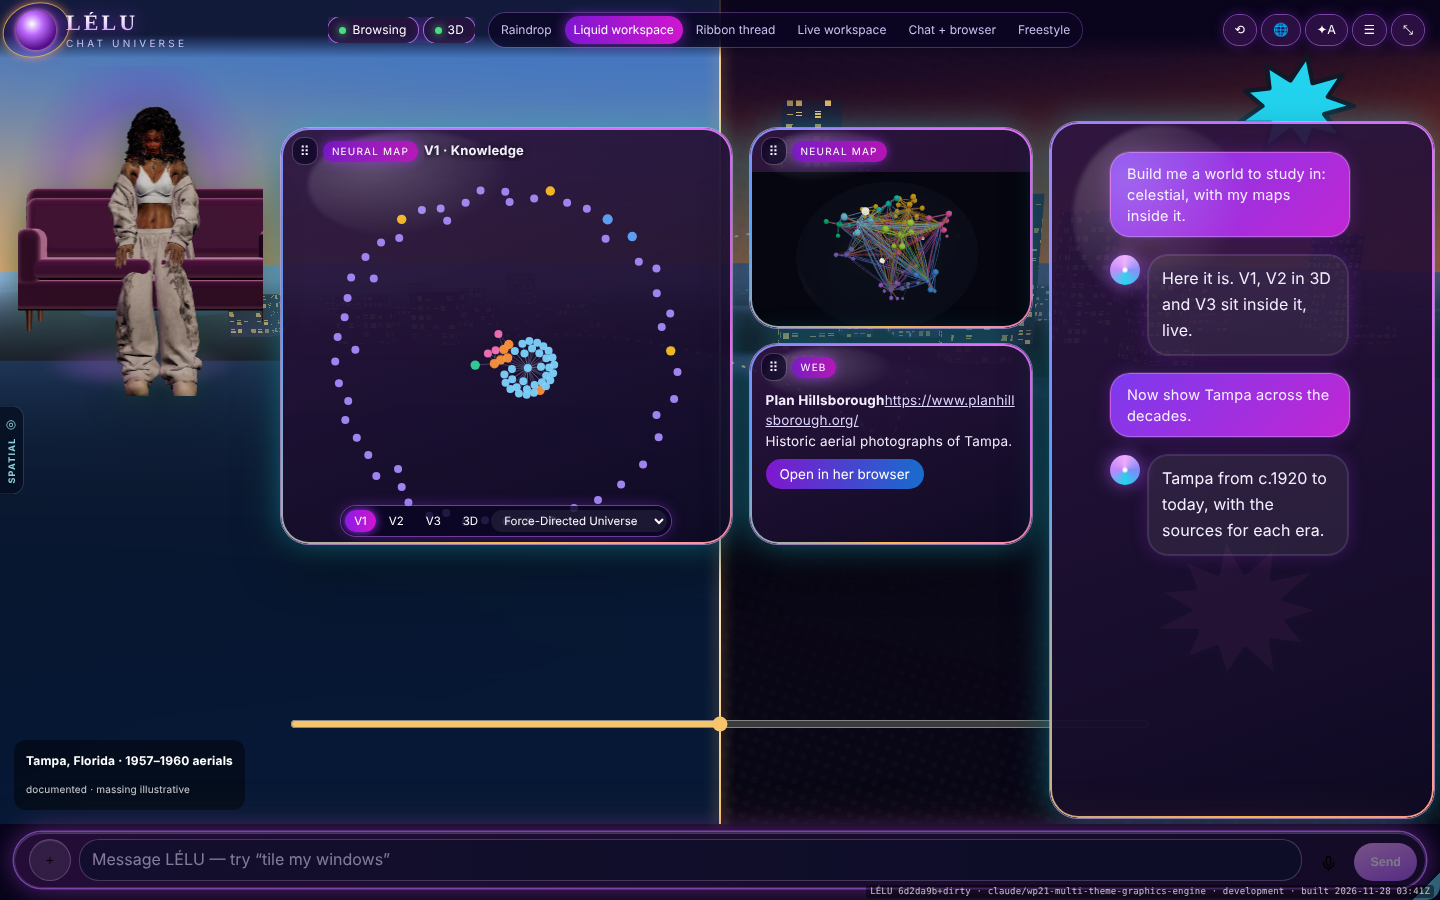 LÉLU
CHAT UNIVERSE
Browsing
3D
Raindrop
Liquid workspace
Ribbon thread
Live workspace
Chat + browser
Freestyle
✦A
NEURAL MAP
V1 · Knowledge
V1
V2
V3
3D
Force-Directed Universe
NEURAL MAP
WEB
Plan Hillsboroughhttps://www.planhill
sborough.org/
Historic aerial photographs of Tampa.
Open in her browser
Build me a world to study in:
celestial, with my maps
inside it.
Here it is. V1, V2 in 3D
and V3 sit inside it,
live.
Now show Tampa across the
decades.
Tampa from c.1920 to
today, with the
sources for each era.
SPATIAL ◎
Tampa, Florida · 1957–1960 aerials
documented · massing illustrative
+
Message LÉLU — try “tile my windows”
Send
LÉLU 6d2da9b+dirty · claude/wp21-multi-theme-graphics-engine · development · built 2026-11-28 03:41Z